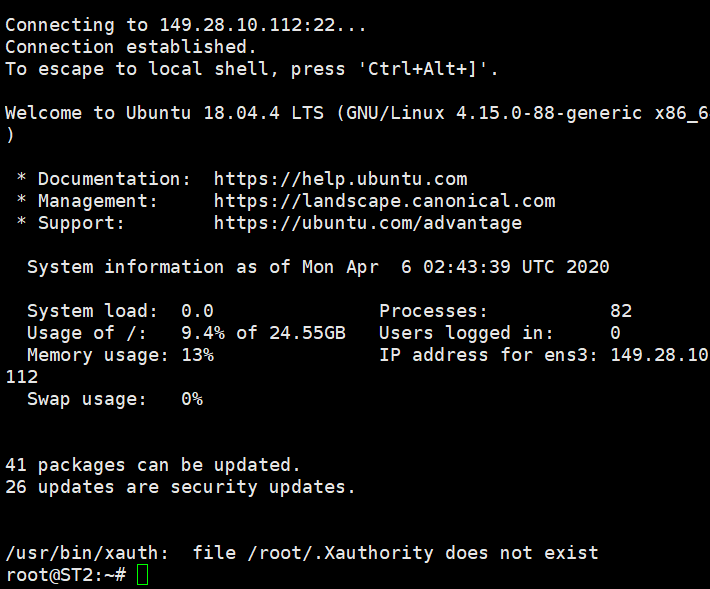 Connecting to 149.28.10.112:22...
Connection established.
To escape to local shell, press 'Ctrl+Alt+]'.
Welcome to Ubuntu 18.04.4 LTS (GNU/Linux 4.15.0-88-generic x86_6
)
* Documentation:  https://help.ubuntu.com
* Management:     https://landscape.canonical.com
* Support:        https://ubuntu.com/advantage
System information as of Mon Apr  6 02:43:39 UTC 2020
System load:  0.0               Processes:           82
Usage of /:   9.4% of 24.55GB   Users logged in:     0
Memory usage: 13%               IP address for ens3: 149.28.10
112
Swap usage:   0%
41 packages can be updated.
26 updates are security updates.
/usr/bin/xauth:  file /root/.Xauthority does not exist
root@ST2:~#